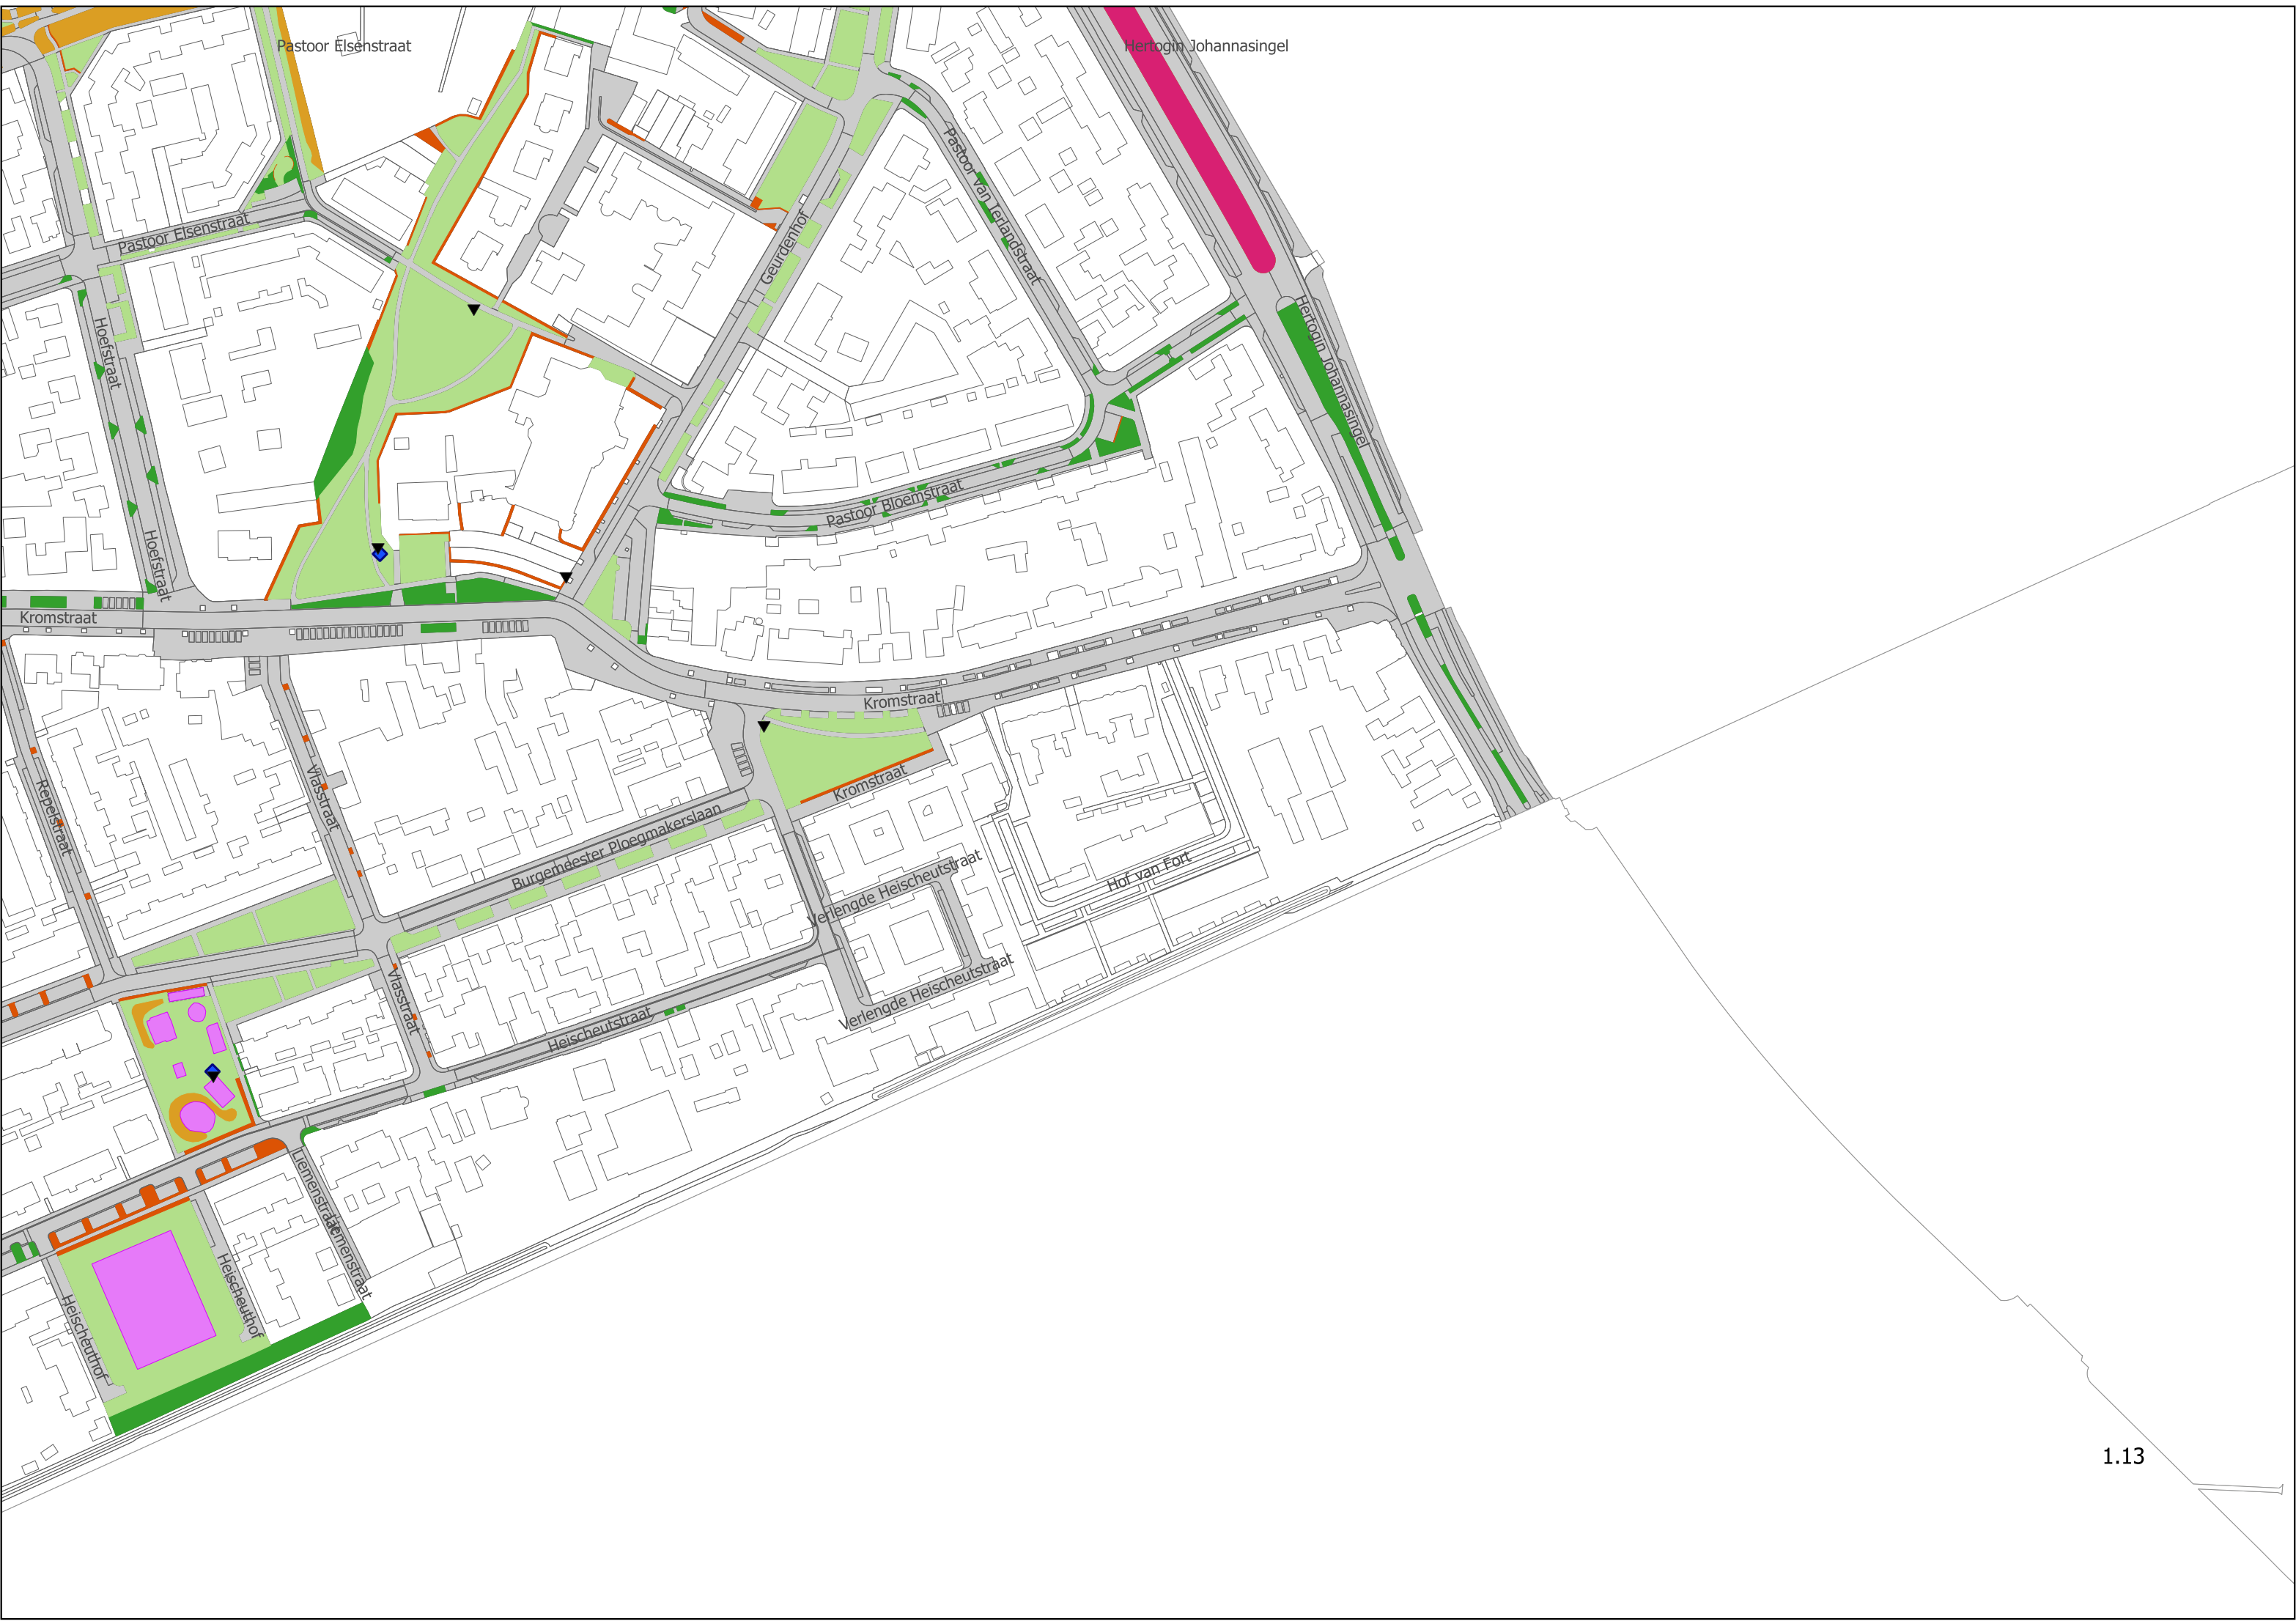 Pastoor Elsenstraat
Hertogin Johannasingel
Pastoor van Ierlandstraat
Pastoor Elsenstraat
Geurdenhof
Hoefstraat
Hertogin Johannasingel
Pastoor Bloemstraat
Hoefstraat
Kromstraat
Kromstraat
Kromstraat
Repelstraat
Vlasstraat
Burgemeester Ploegmakerslaan
Hof van Fort
Verlengde Heischeutstraat
Verlengde Heischeutstraat
Vlasstraat
Heischeutstraat
Liemenstraat
Liemenstraat
Heischeuthof
Heischeuthof
1.13